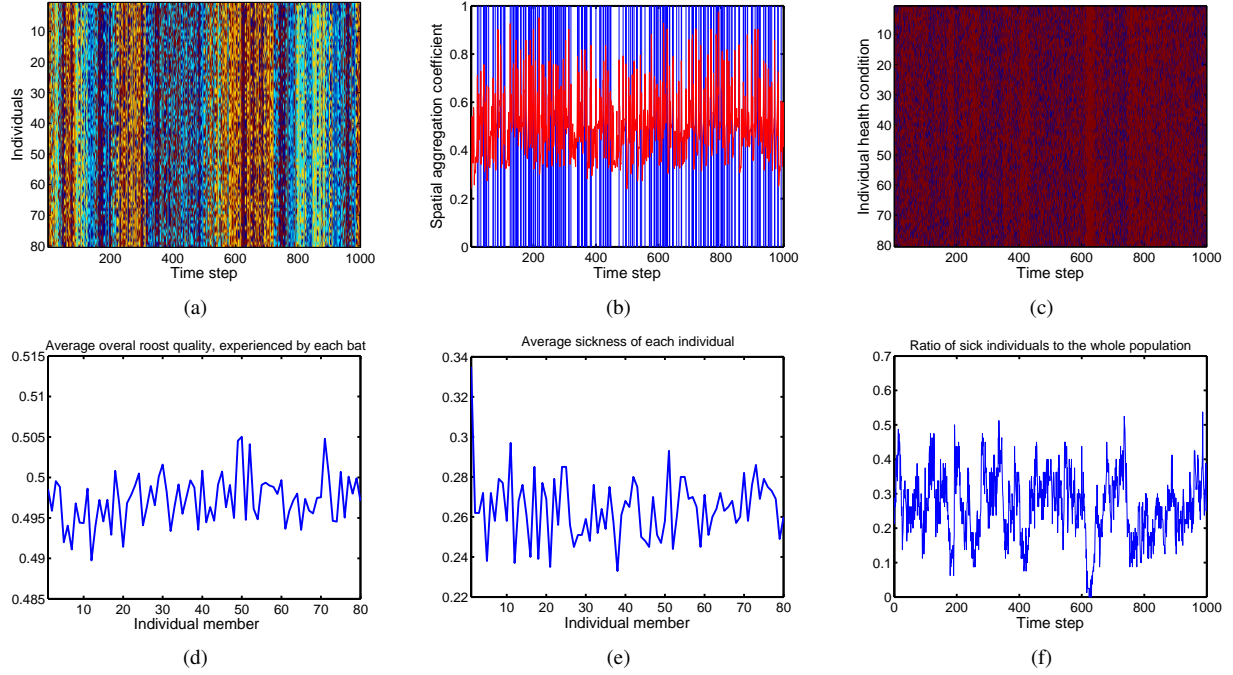 10
20
30
40
50
60
70
80
Individuals
200 400 600 800 1000
Time step
(a)
1
0.8
0.6
0.4
0.2
0
Spatial aggregation coefficient
200 400 600 800 1000
Time step
(b)
10
20
30
40
50
60
70
80
Individual health condition
200 400 600 800 1000
Time step
(c)
Average overal roost quality, experienced by each bat
0.515
0.51
0.505
0.5
0.495
0.49
0.485
10 20 30 40 50 60 70 80
Individual member
(d)
Average sickness of each individual
0.34
0.32
0.3
0.28
0.26
0.24
0.22
10 20 30 40 50 60 70 80
Individual member
(e)
Ratio of sick individuals to the whole population
0.7
0.6
0.5
0.4
0.3
0.2
0.1
0
0 200 400 600 800 1000
Time step
(f)